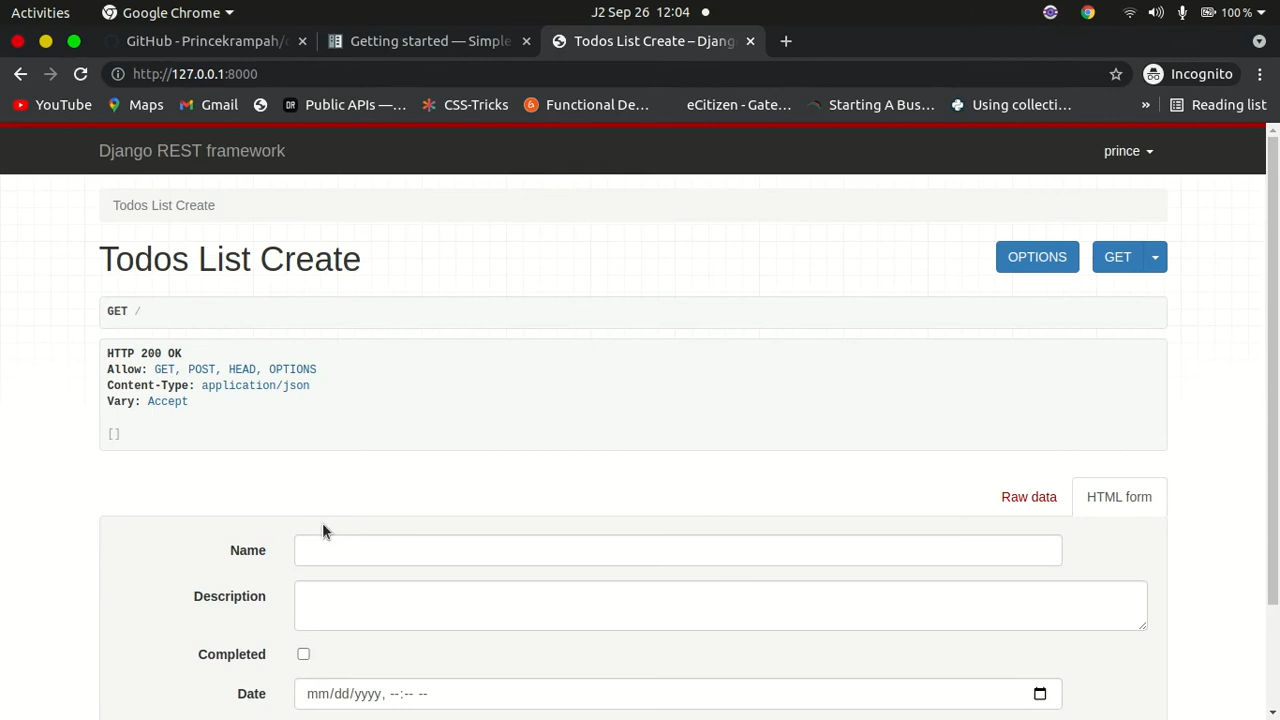 Activities Google Chrome J2 Sep 26 12:04 100 %
GitHub - Princekrampah/c Getting started — Simple Todos List Create – Djang
http://127.0.0.1:8000 Incognito
YouTube Maps Gmail Public APIs —... CSS-Tricks Functional De... eCitizen - Gate... Starting A Bus... Using collecti... » Reading list
Django REST framework prince
Todos List Create
Todos List Create OPTIONS GET
GET /
HTTP 200 OK
Allow: GET, POST, HEAD, OPTIONS
Content-Type: application/json
Vary: Accept
[]
Raw data HTML form
Name
Description
Completed
Date mm/dd/yyyy, --:-- --